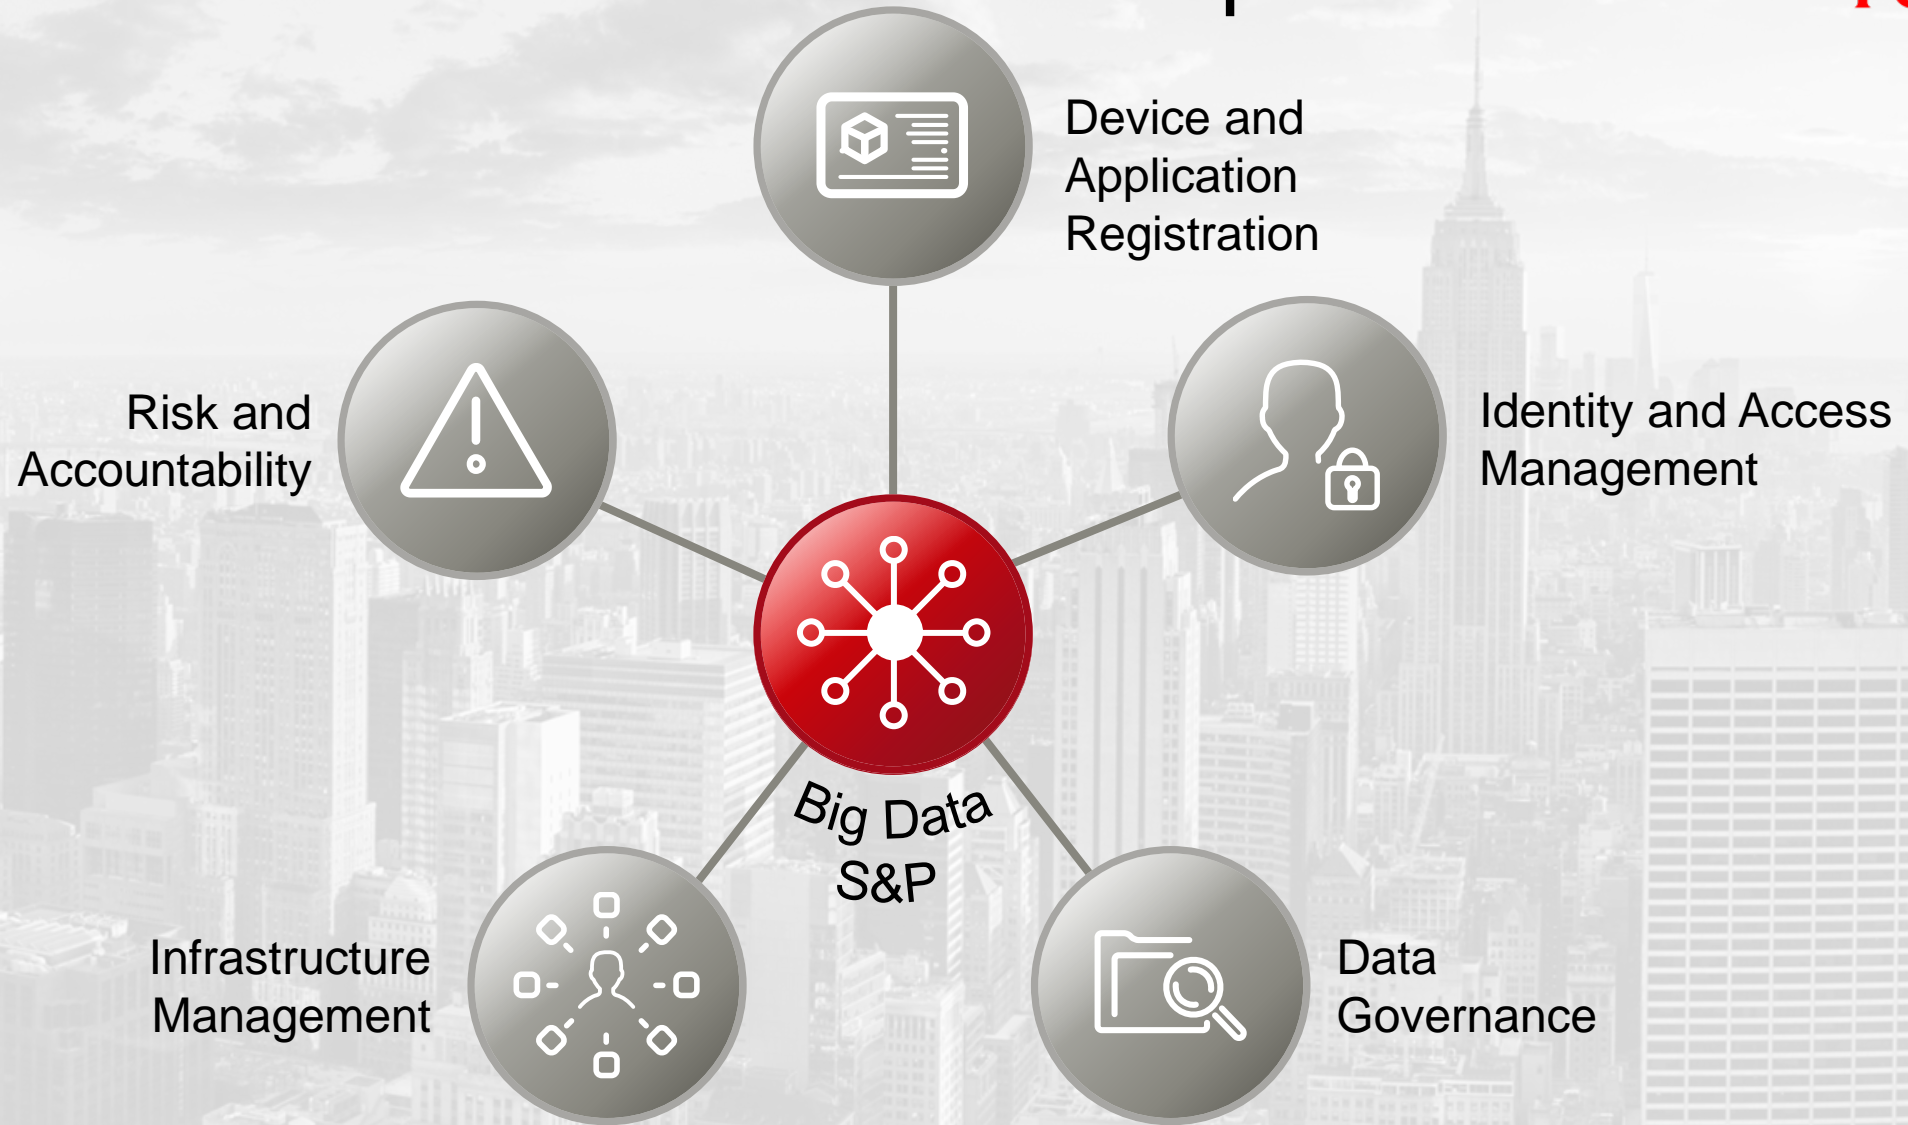 Device and
Application
Registration
Risk and
Accountability
Identity and Access
Management
Big Data
S&P
Infrastructure
Management
Data
Governance